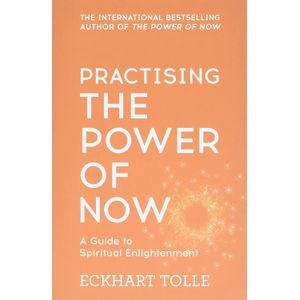 THE INTERNATIONAL BESTSELLING
AUTHOR OF THE POWER OF NOW
PRACTISING
THE
POWER
OF
NOW
A Guide to
Spiritual Enlightenment
ECKHART TOLLE